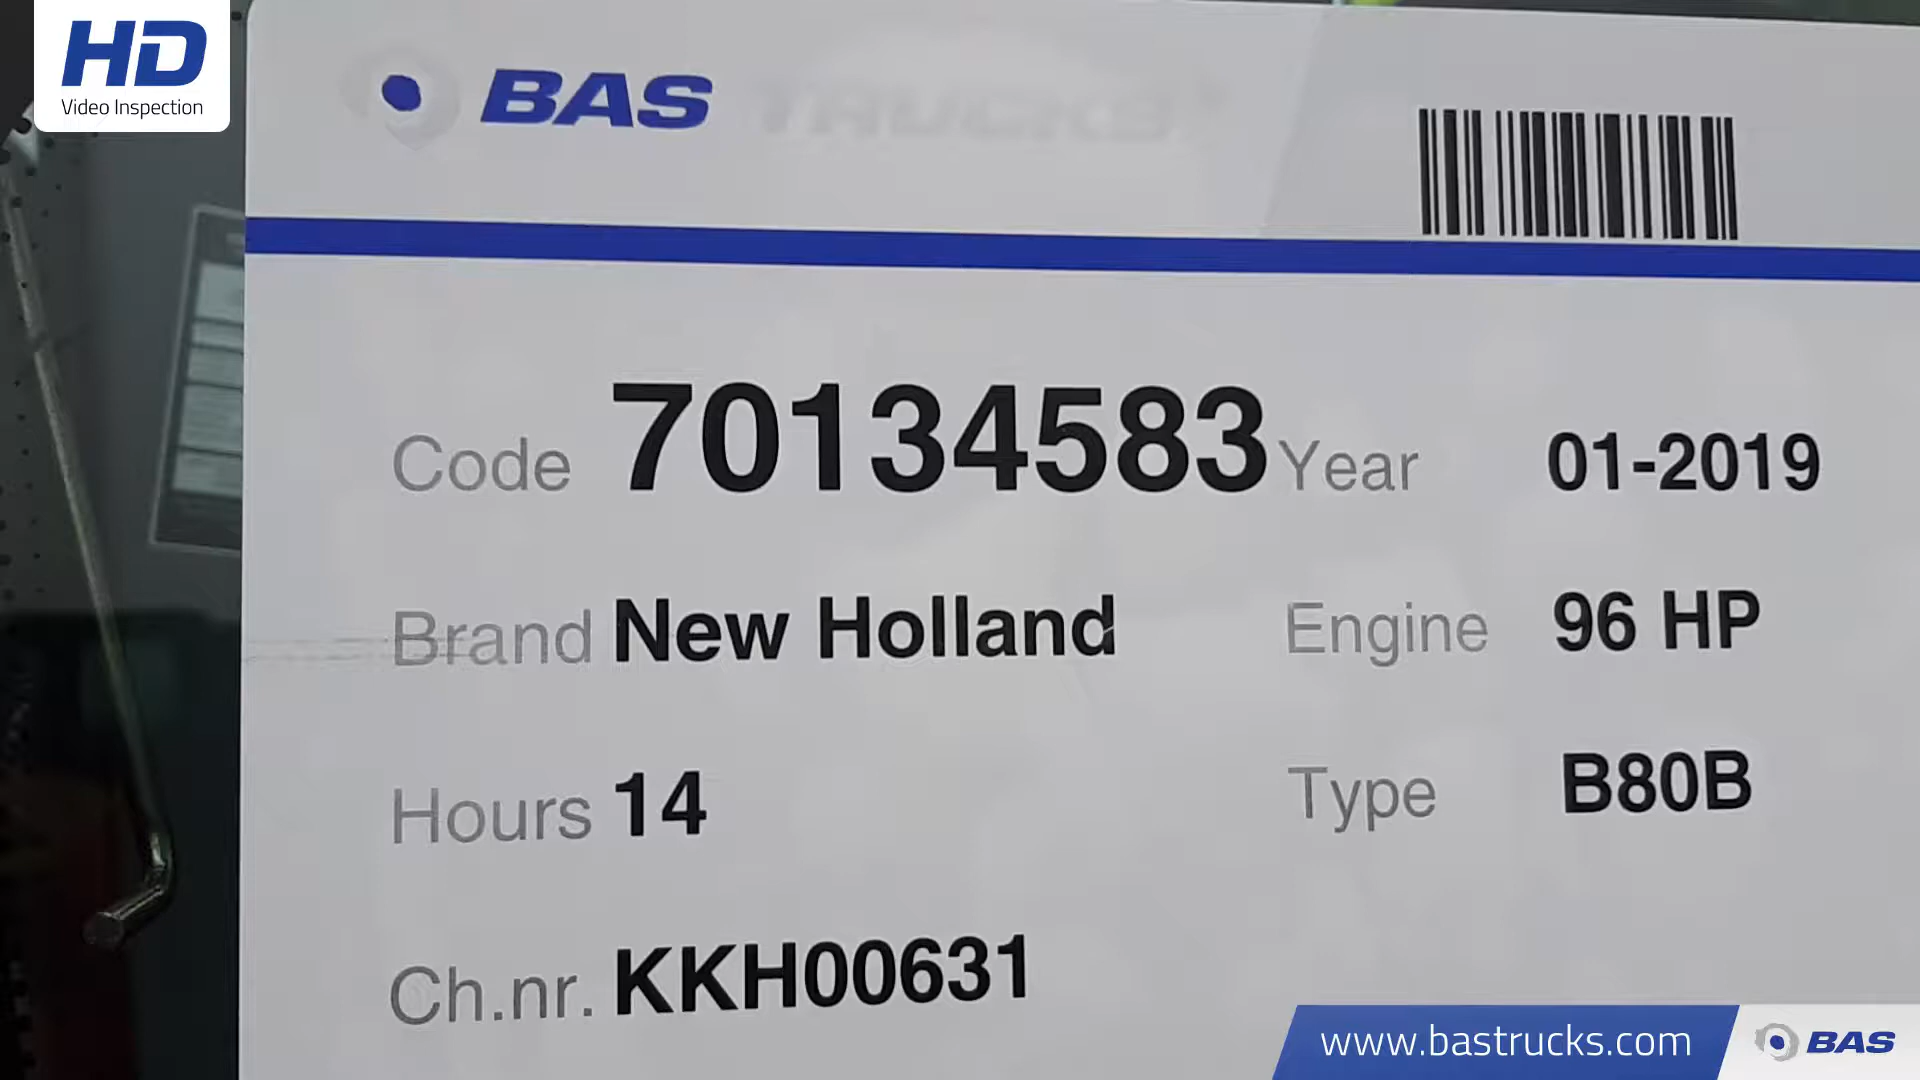 HD
Video Inspection
BAS TRUCKS
Code 70134583 Year 01-2019
Brand New Holland Engine 96 HP
Hours 14 Type B80B
Ch.nr. KKH00631
www.bastrucks.com BAS